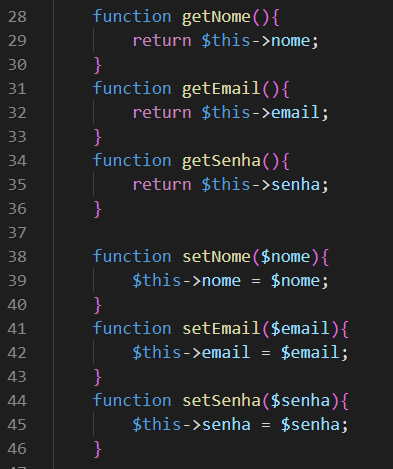 28 function getNome(){
29 return $this->nome;
30 }
31 function getEmail(){
32 return $this->email;
33 }
34 function getSenha(){
35 return $this->senha;
36 }
37
38 function setNome($nome){
39 $this->nome = $nome;
40 }
41 function setEmail($email){
42 $this->email = $email;
43 }
44 function setSenha($senha){
45 $this->senha = $senha;
46 }